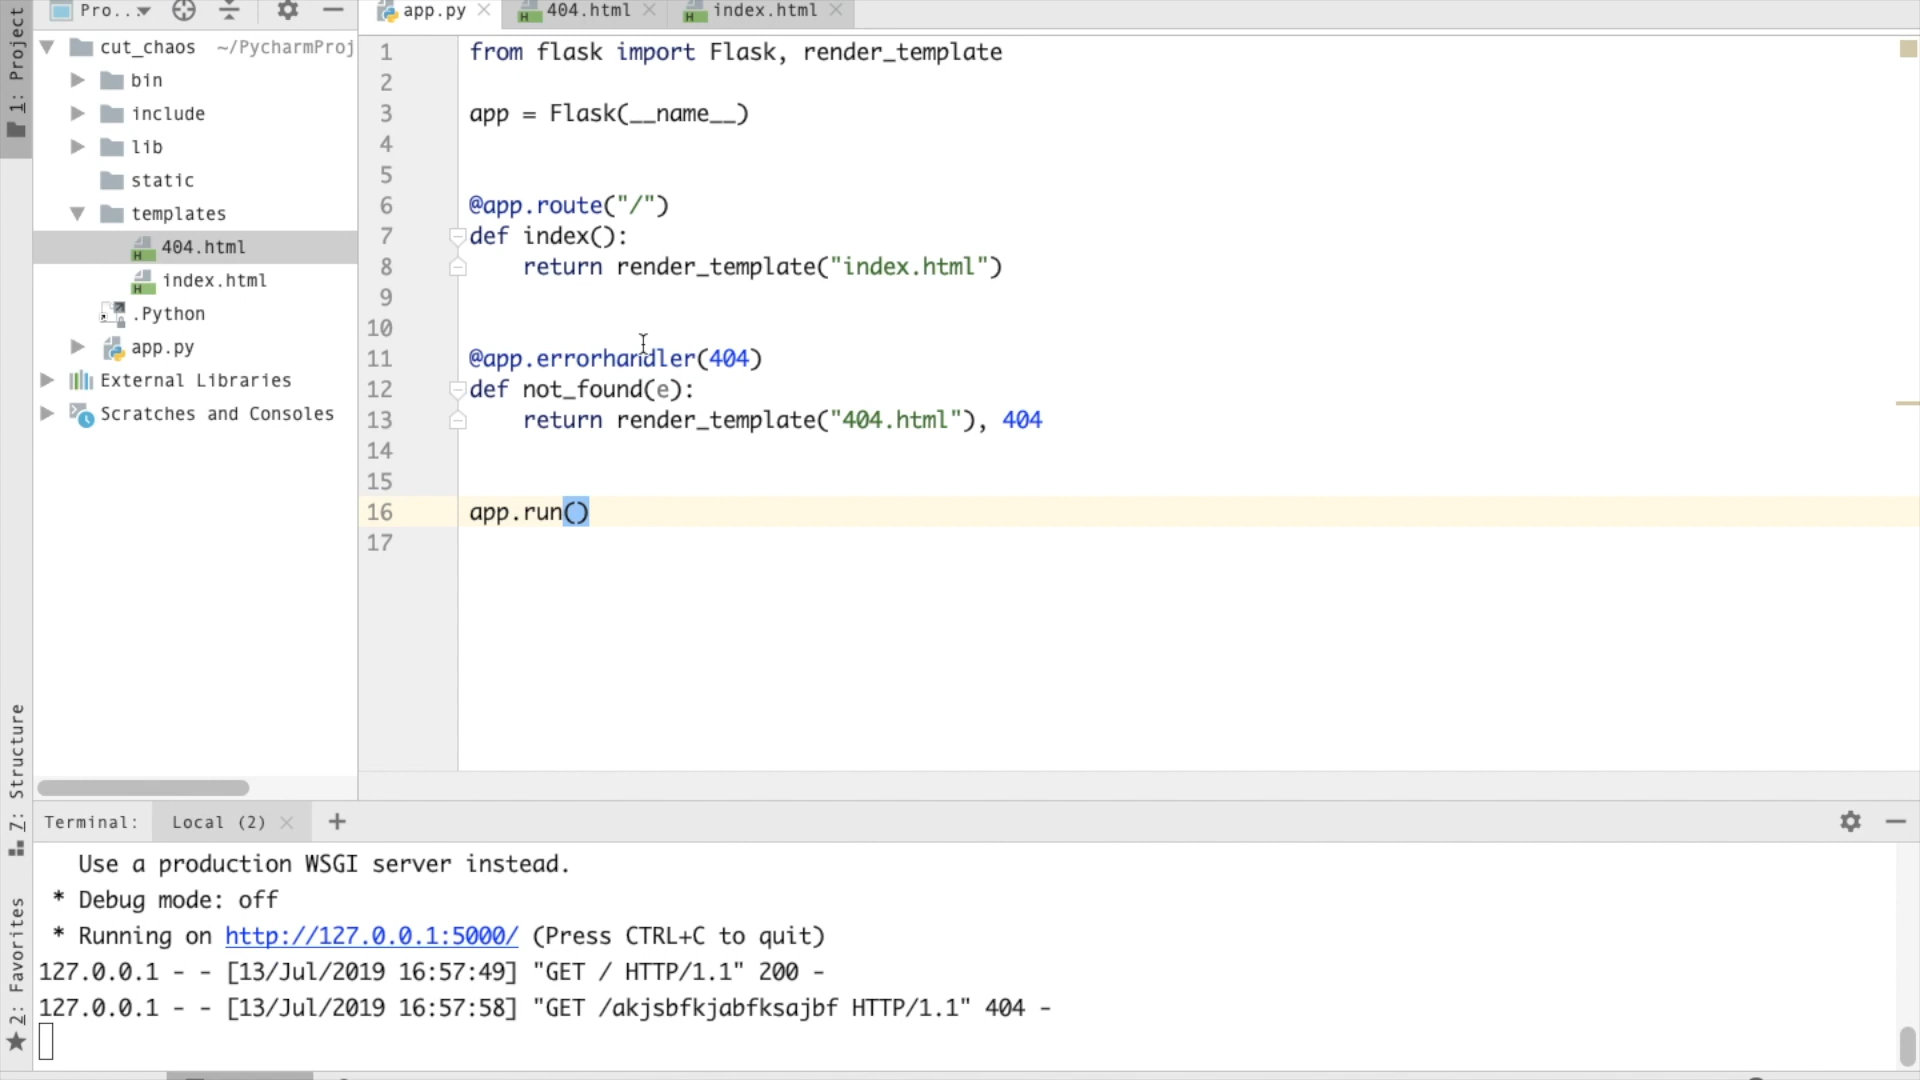 1: Project
Pro..
cut_chaos ~/PycharmProj
bin
include
lib
static
templates
404.html
index.html
.Python
app.py
External Libraries
Scratches and Consoles
Z: Structure
2: Favorites
app.py
404.html
index.html
1 from flask import Flask, render_template
2
3 app = Flask(__name__)
4
5
6 @app.route("/")
7 def index():
8 return render_template("index.html")
9
10
11 @app.errorhandler(404)
12 def not_found(e):
13 return render_template("404.html"), 404
14
15
16 app.run()
17
Terminal: Local (2) +
Use a production WSGI server instead.
* Debug mode: off
* Running on http://127.0.0.1:5000/ (Press CTRL+C to quit)
127.0.0.1 - - [13/Jul/2019 16:57:49] "GET / HTTP/1.1" 200 -
127.0.0.1 - - [13/Jul/2019 16:57:58] "GET /akjsbfkjabfksajbf HTTP/1.1" 404 -